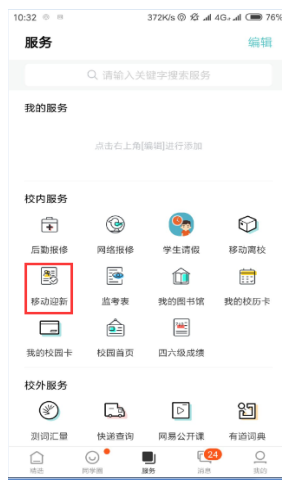 10:32 372K/s 4G 76%
服务 编辑
请输入关键字搜索服务
我的服务
点击右上角[编辑]进行添加
校内服务
后勤报修 网络报修 学生请假 移动离校
移动迎新 监考表 我的图书馆 我的校历卡
我的校园卡 校园首页 四六级成绩
校外服务
测词汇量 快递查询 网易公开课 有道词典
24
精选 同学圈 服务 消息 我的